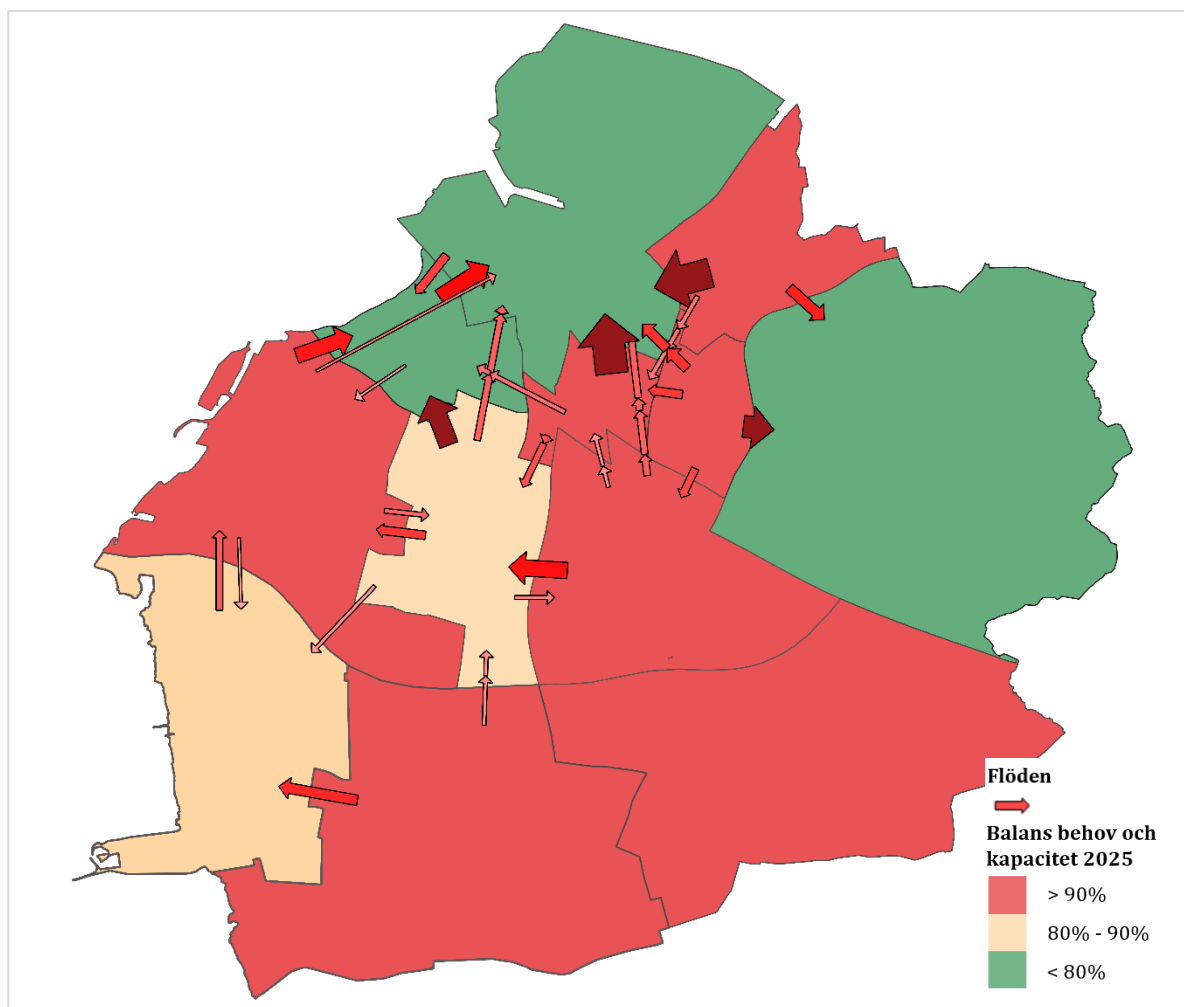 Flöden
Balans behov och
kapacitet 2025
> 90%
80% - 90%
< 80%